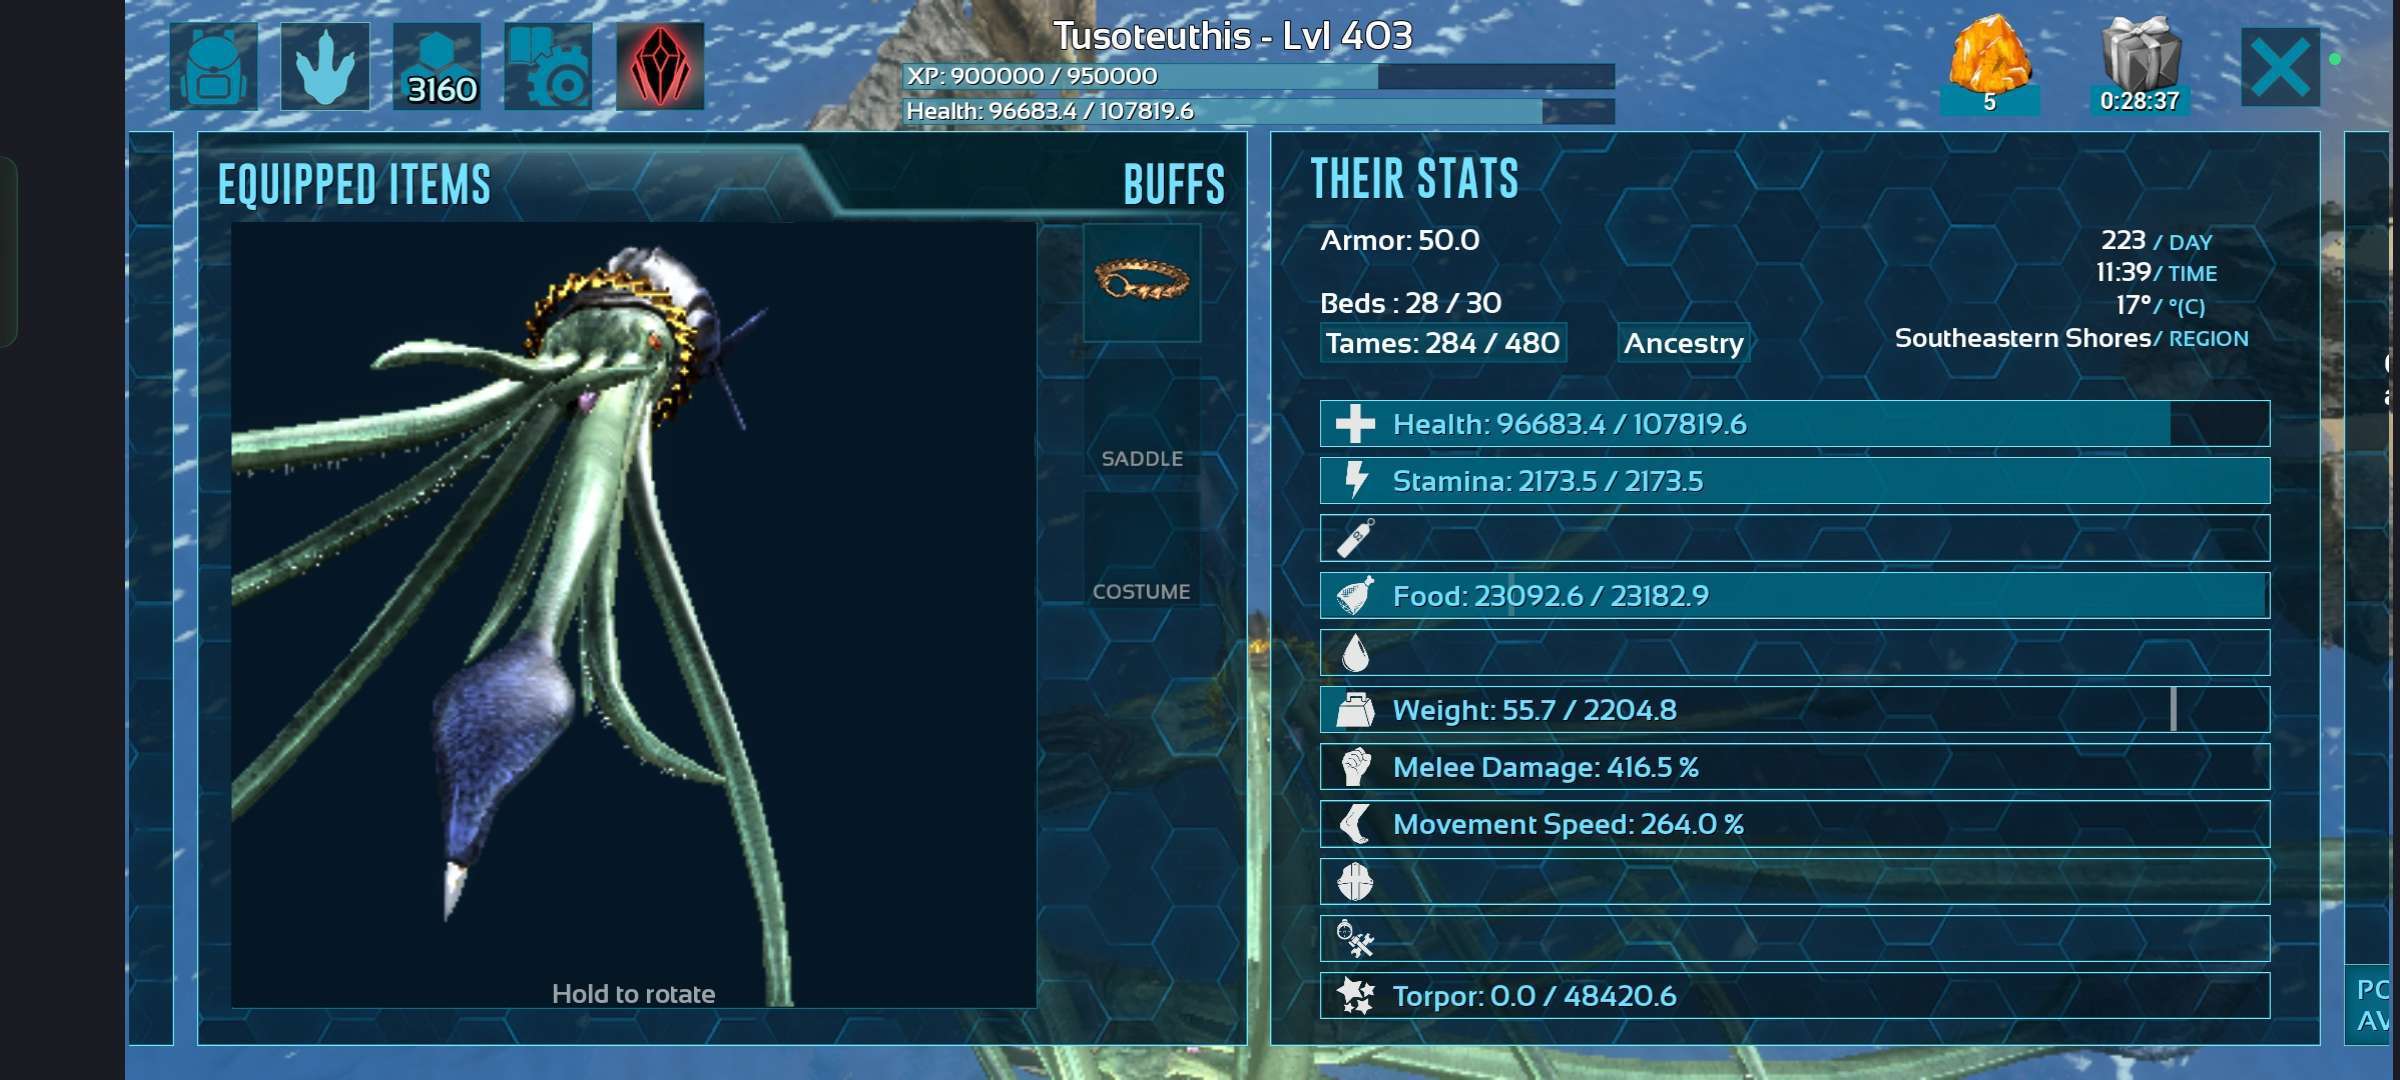 Tusoteuthis - Lvl 403
XP: 900000 / 950000
Health: 96683.4 / 107819.6
3160
5
0:28:37
EQUIPPED ITEMS
BUFFS
SADDLE
COSTUME
Hold to rotate
THEIR STATS
Armor: 50.0
223 / DAY
11:39/ TIME
17°/ °(C)
Southeastern Shores/ REGION
Beds : 28 / 30
Tames: 284 / 480
Ancestry
Health: 96683.4 / 107819.6
Stamina: 2173.5 / 2173.5
Food: 23092.6 / 23182.9
Weight: 55.7 / 2204.8
Melee Damage: 416.5 %
Movement Speed: 264.0 %
Torpor: 0.0 / 48420.6